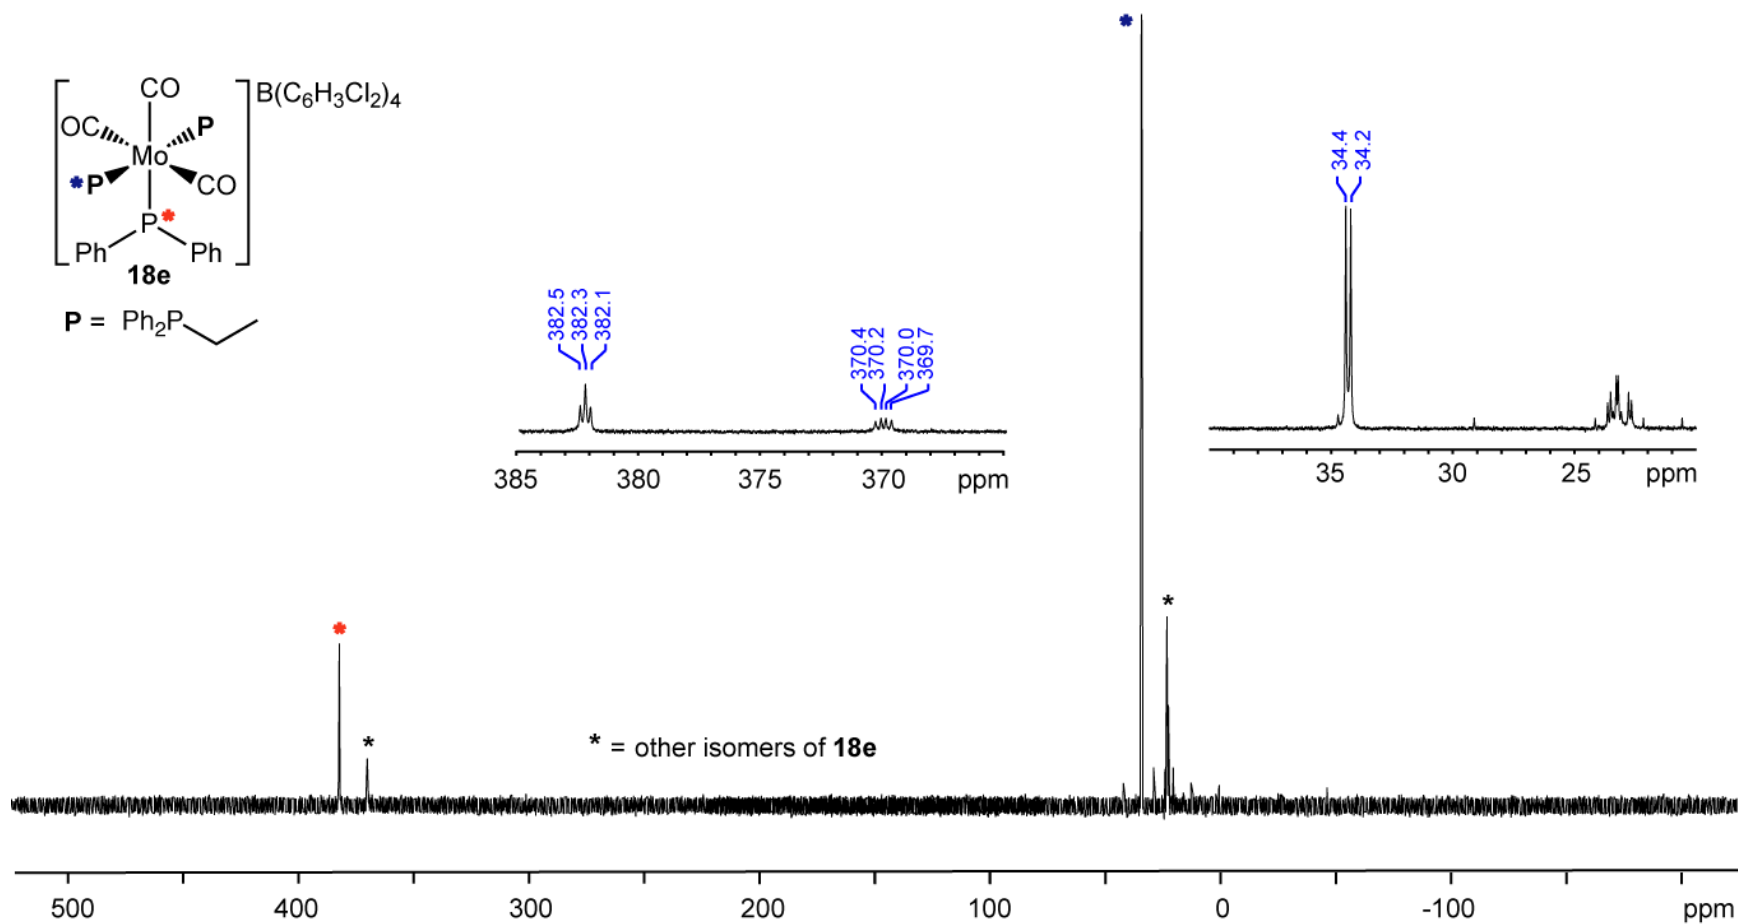 CO
B(C6H3Cl2)4
OC
P
Mo
*P
CO
P*
Ph
Ph
18e
P = Ph2P
*
382.5
382.3
382.1
370.4
370.2
370.0
369.7
385
380
375
370
ppm
34.4
34.2
35
30
25
ppm
*
*
* = other isomers of 18e
*
500
400
300
200
100
0
-100
ppm